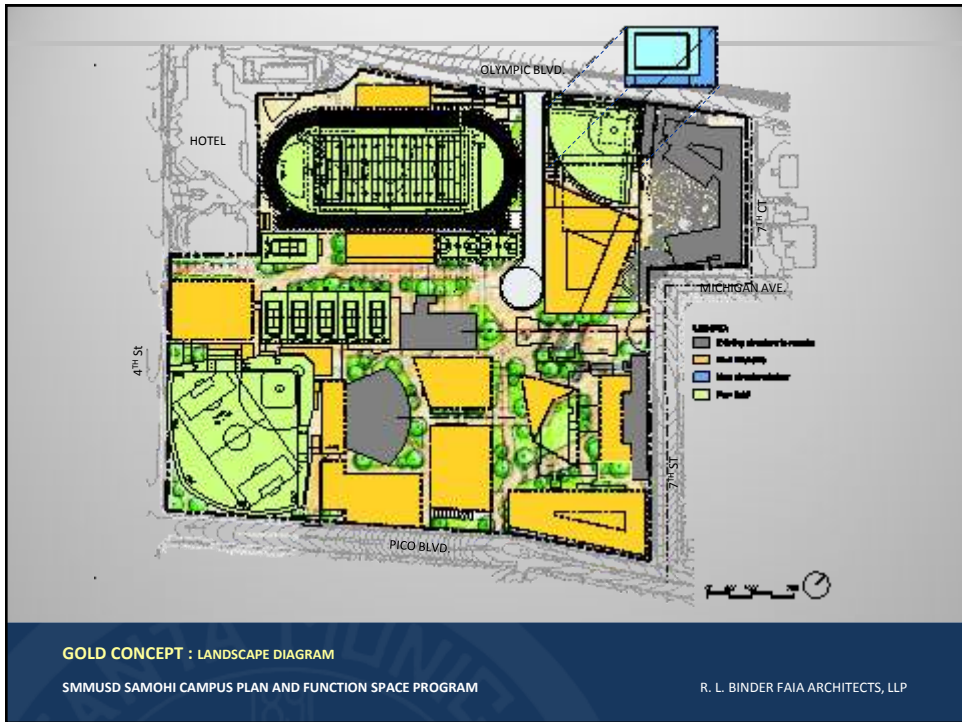 OLYMPIC BLVD.
HOTEL
7TH CT
MICHIGAN AVE.
4TH St
7TH ST
PICO BLVD.
GOLD CONCEPT : LANDSCAPE DIAGRAM
SMMUSD SAMOHI CAMPUS PLAN AND FUNCTION SPACE PROGRAM
R. L. BINDER FAIA ARCHITECTS, LLP